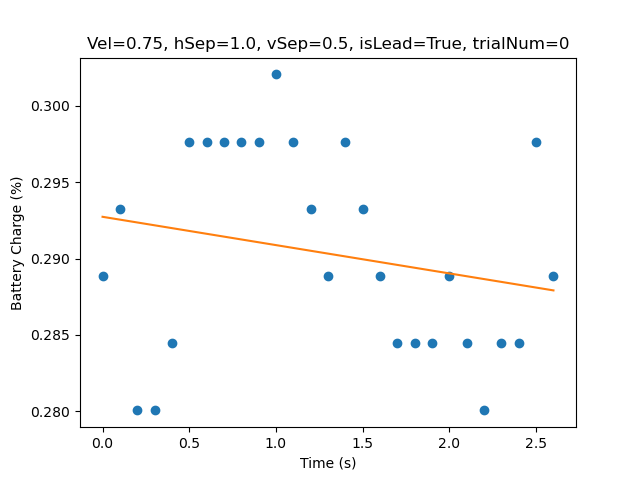 Vel=0.75, hSep=1.0, vSep=0.5, isLead=True, trialNum=0
0.300
0.295
0.290
0.285
0.280
Battery Charge (%)
0.0 0.5 1.0 1.5 2.0 2.5
Time (s)